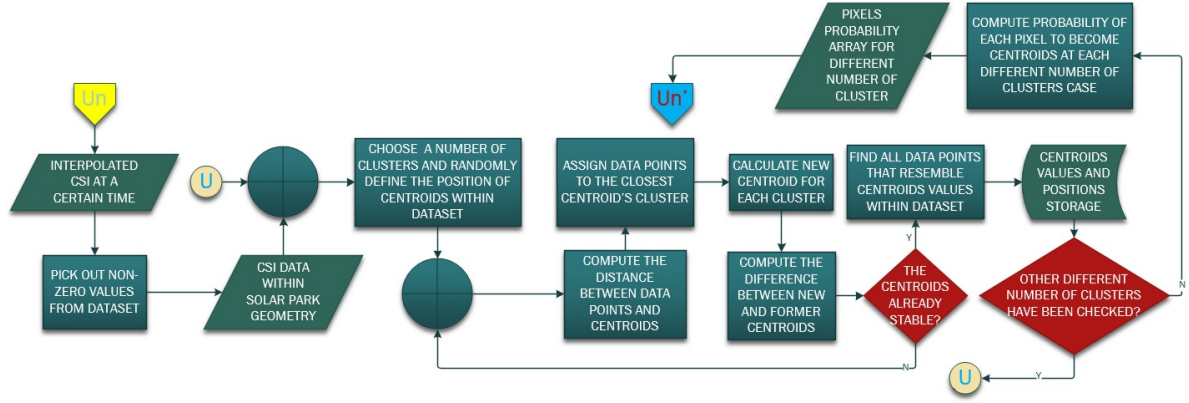 Un
INTERPOLATED
CSI AT A
CERTAIN TIME
PICK OUT NON-
ZERO VALUES
FROM DATASET
CSI DATA
WITHIN
SOLAR PARK
GEOMETRY
U
CHOOSE A NUMBER OF
CLUSTERS AND RANDOMLY
DEFINE THE POSITION OF
CENTROIDS WITHIN
DATASET
COMPUTE THE
DISTANCE
BETWEEN DATA
POINTS AND
CENTROIDS
ASSIGN DATA POINTS
TO THE CLOSEST
CENTROID'S CLUSTER
CALCULATE NEW
CENTROID FOR
EACH CLUSTER
COMPUTE THE
DIFFERENCE
BETWEEN NEW
AND FORMER
CENTROIDS
THE
CENTROIDS
ALREADY
STABLE?
N
Y
FIND ALL DATA POINTS
THAT RESEMBLE
CENTROIDS VALUES
WITHIN DATASET
CENTROIDS
VALUES AND
POSITIONS
STORAGE
OTHER DIFFERENT
NUMBER OF CLUSTERS
HAVE BEEN CHECKED?
Y
U
N
COMPUTE PROBABILITY OF
EACH PIXEL TO BECOME
CENTROIDS AT EACH
DIFFERENT NUMBER OF
CLUSTERS CASE
PIXELS
PROBABILITY
ARRAY FOR
DIFFERENT
NUMBER OF
CLUSTER
Un'